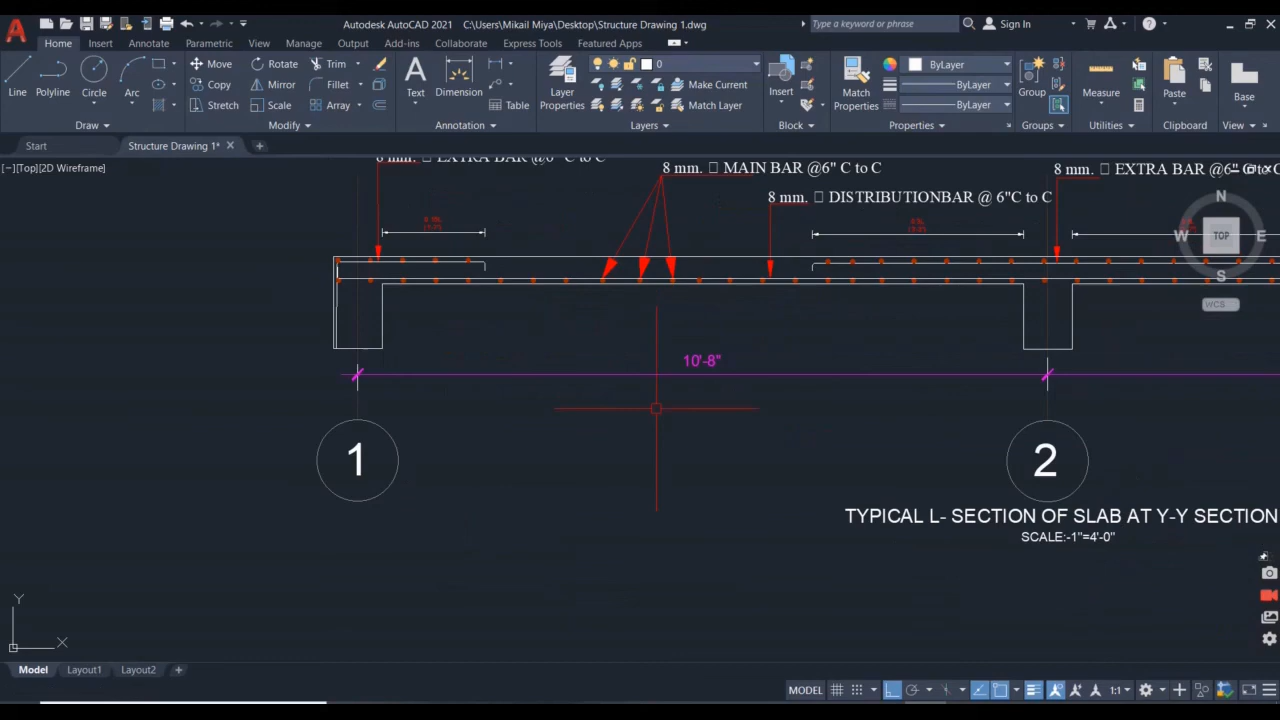 Autodesk AutoCAD 2021 C:\Users\Mikail Miya\Desktop\Structure Drawing 1.dwg
Type a keyword or phrase
Sign In
Home Insert Annotate Parametric View Manage Output Add-ins Collaborate Express Tools Featured Apps
Line Polyline Circle Arc
Move Rotate Trim
Copy Mirror Fillet
Stretch Scale Array
Text Dimension Table
Layer Properties
0
Make Current
Match Layer
Insert
Match Properties
ByLayer
ByLayer
ByLayer
Group
Measure
Paste
Base
Draw Modify Annotation Layers Block Properties Groups Utilities Clipboard View
Start Structure Drawing 1*
[−][Top][2D Wireframe]
8 mm. □ EXTRA BAR @6" C to C
8 mm. □ MAIN BAR @6" C to C
8 mm. □ EXTRA BAR @6" C to C
8 mm. □ DISTRIBUTIONBAR @ 6"C to C
N
W TOP E
S
WCS
10'-8"
1 2
TYPICAL L- SECTION OF SLAB AT Y-Y SECTION
SCALE:-1"=4'-0"
Y
X
Model Layout1 Layout2
MODEL 1:1